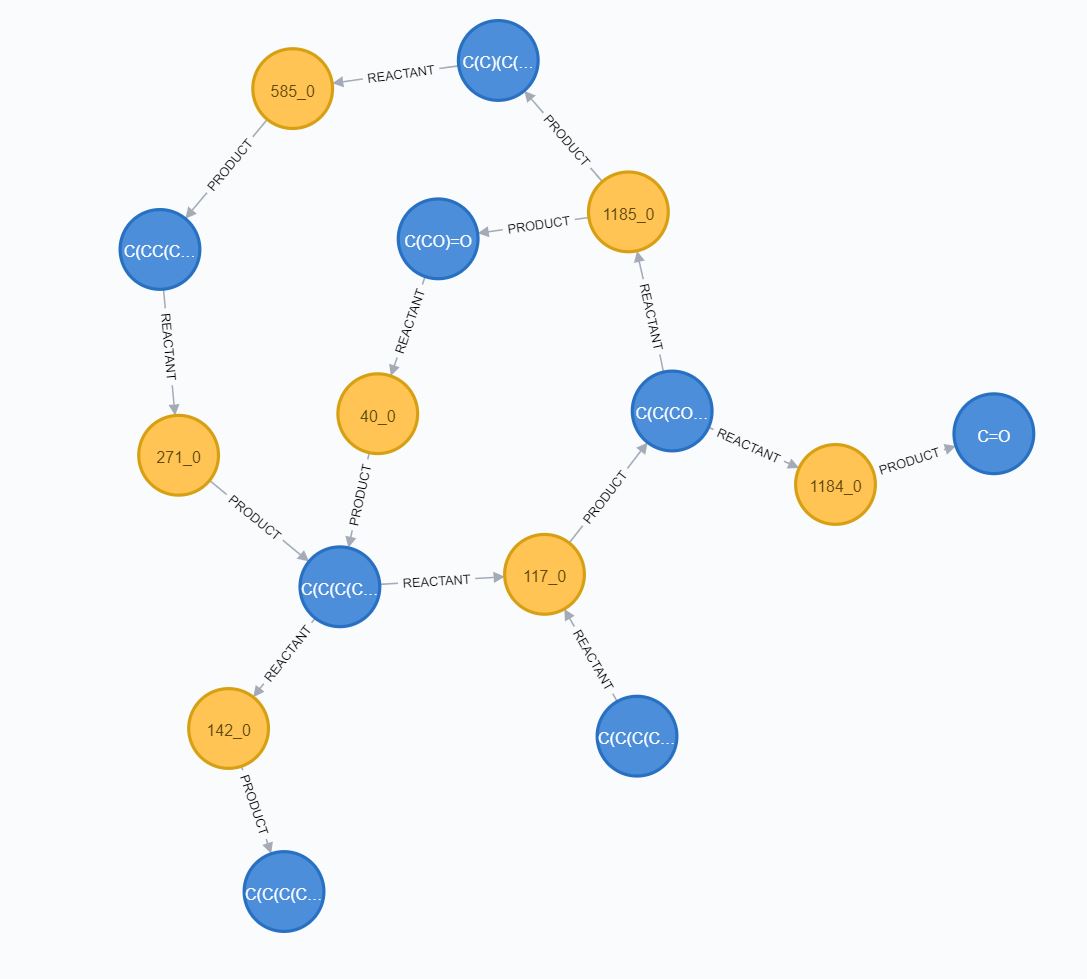 C(C)(C(...
REACTANT
585_0
PRODUCT
PRODUCT
1185_0
PRODUCT
C(CO)=O
C(CC(C...
REACTANT
REACTANT
REACTANT
40_0
C(C(CO...
REACTANT
C=O
271_0
PRODUCT
1184_0
PRODUCT
PRODUCT
PRODUCT
C(C(C(C...
REACTANT
117_0
REACTANT
REACTANT
142_0
C(C(C(C...
PRODUCT
C(C(C(C...